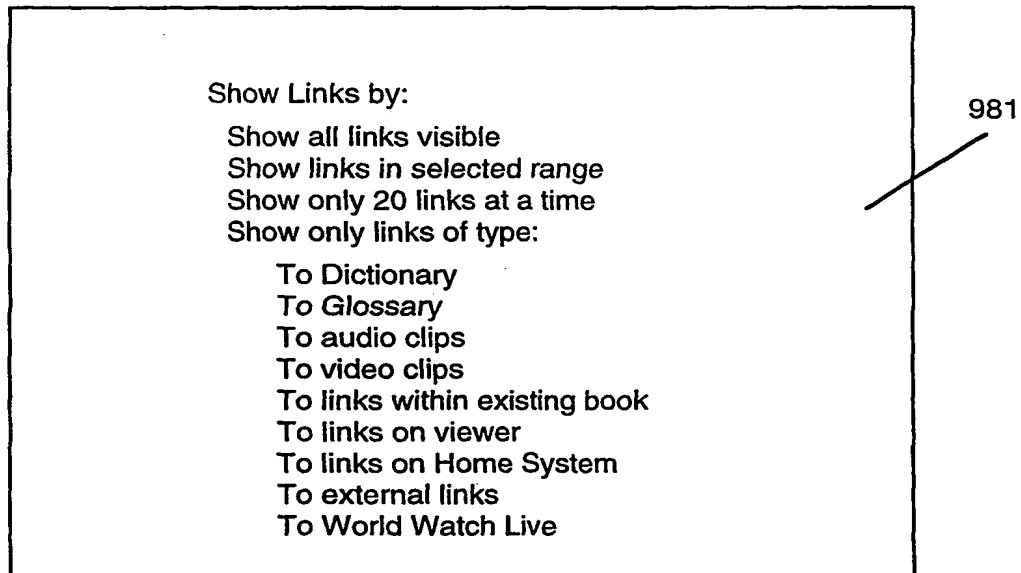 Show Links by:
981
Show all links visible
Show links in selected range
Show only 20 links at a time
Show only links of type:
To Dictionary
To Glossary
To audio clips
To video clips
To links within existing book
To links on viewer
To links on Home System
To external links
To World Watch Live